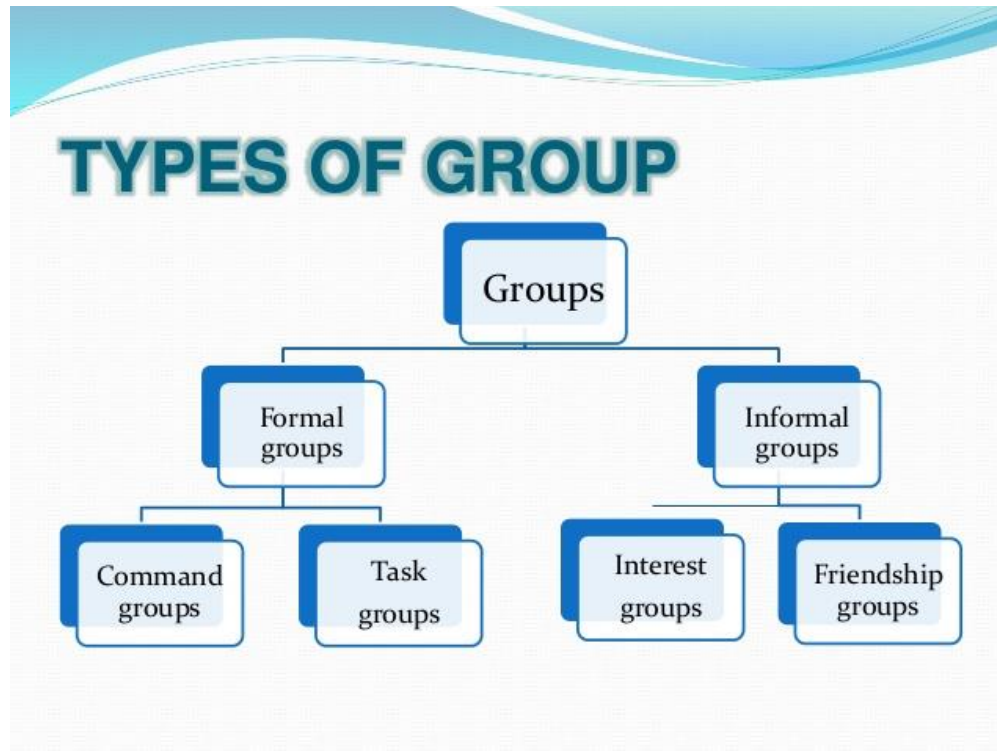 TYPES OF GROUP
Groups
Formal
groups
Informal
groups
Command
groups
Task
groups
Interest
groups
Friendship
groups